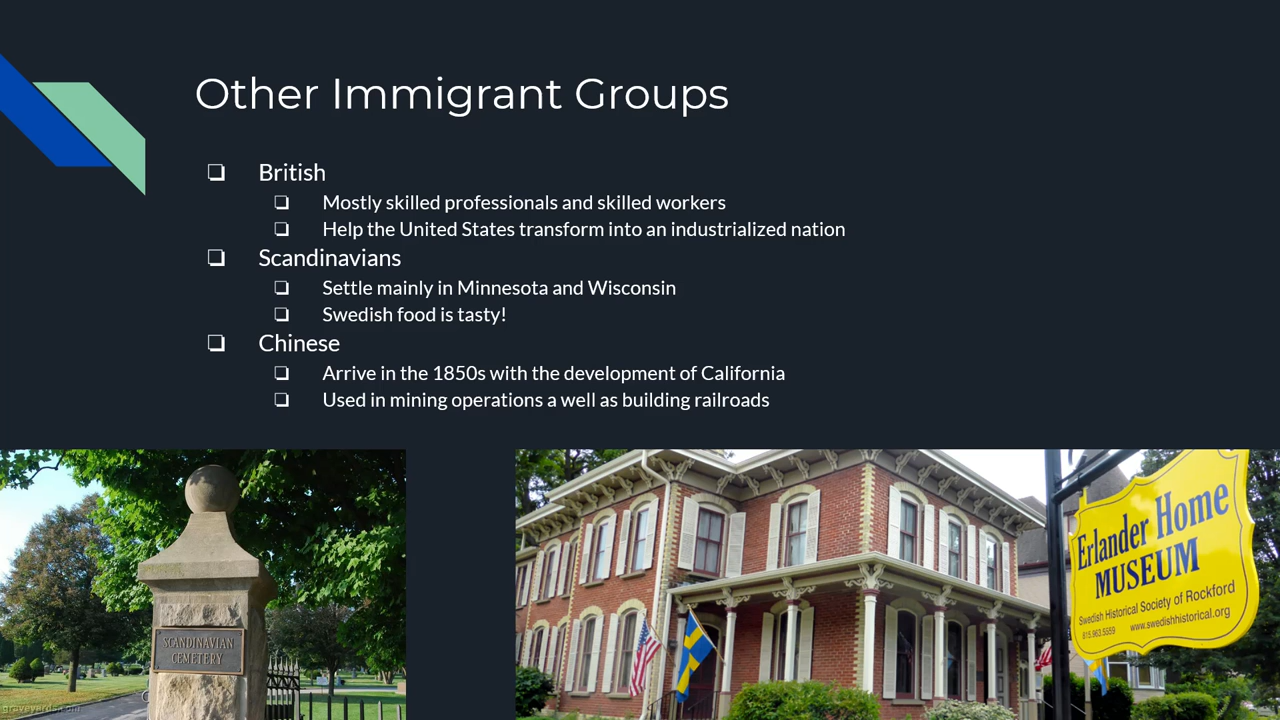 Other Immigrant Groups
❏ British
❏ Mostly skilled professionals and skilled workers
❏ Help the United States transform into an industrialized nation
❏ Scandinavians
❏ Settle mainly in Minnesota and Wisconsin
❏ Swedish food is tasty!
❏ Chinese
❏ Arrive in the 1850s with the development of California
❏ Used in mining operations a well as building railroads
SCANDINAVIAN
CEMETERY
graveyards.com
Erlander Home
MUSEUM
Swedish Historical Society of Rockford
815.963.5559 www.swedishhistorical.org